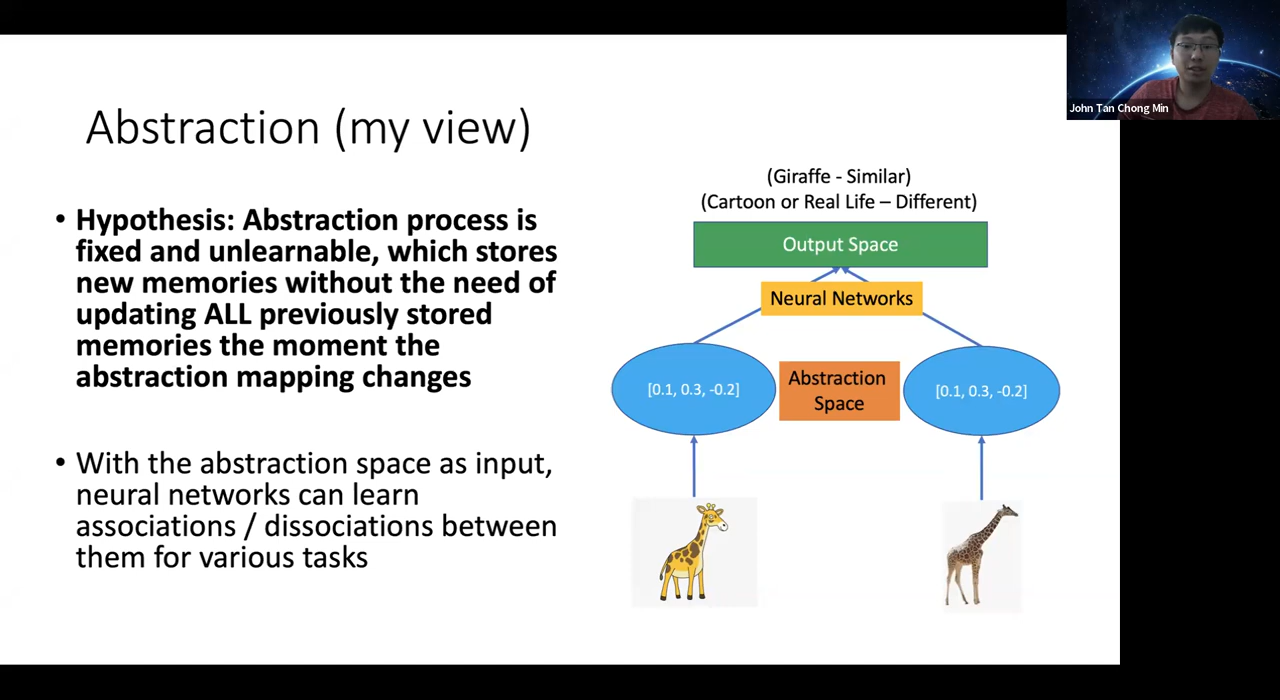 John Tan Chong Min
Abstraction (my view)
• Hypothesis: Abstraction process is
fixed and unlearnable, which stores
new memories without the need of
updating ALL previously stored
memories the moment the
abstraction mapping changes
• With the abstraction space as input,
neural networks can learn
associations / dissociations between
them for various tasks
(Giraffe - Similar)
(Cartoon or Real Life – Different)
Output Space
Neural Networks
[0.1, 0.3, -0.2]
Abstraction
Space
[0.1, 0.3, -0.2]